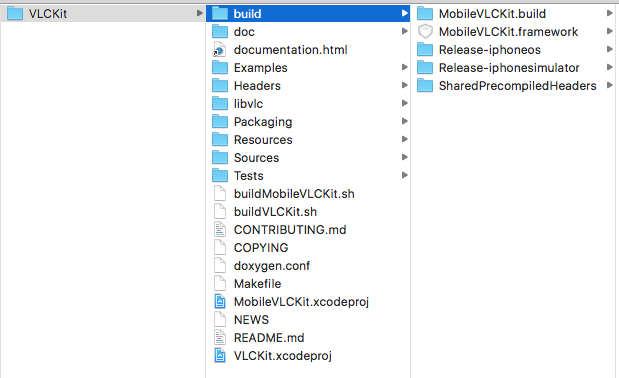 VLCKit
build
doc
documentation.html
Examples
Headers
libvlc
Packaging
Resources
Sources
Tests
buildMobileVLCKit.sh
buildVLCKit.sh
CONTRIBUTING.md
COPYING
doxygen.conf
Makefile
MobileVLCKit.xcodeproj
NEWS
README.md
VLCKit.xcodeproj
MobileVLCKit.build
MobileVLCKit.framework
Release-iphoneos
Release-iphonesimulator
SharedPrecompiledHeaders